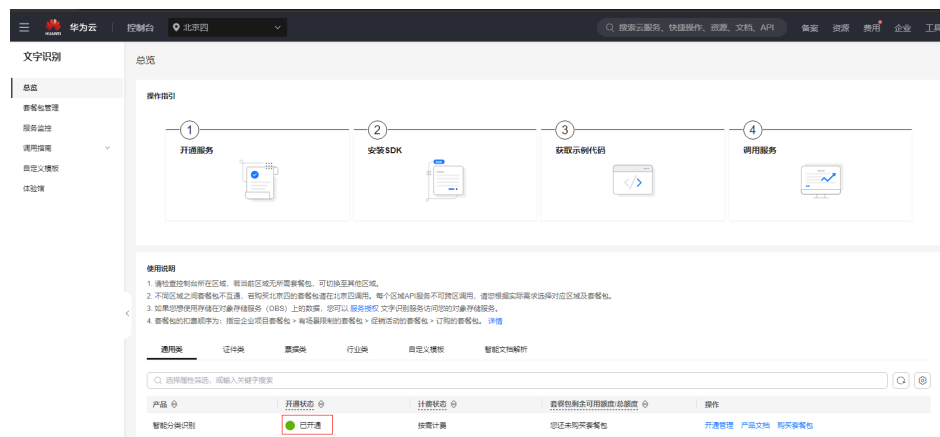 HUAWEI 华为云 控制台 北京四 搜索云服务、快捷操作、资源、文档、API 备案 资源 费用 企业 工具
文字识别
总览
总览
套餐包管理
服务监控
调用指南
自定义模板
体验馆
操作指引
1 2 3 4
开通服务 安装SDK 获取示例代码 调用服务
使用说明
1. 请检查控制台所在区域，若当前区域无所需套餐包，可切换至其他区域。
2. 不同区域之间套餐包不互通，若购买北京四的套餐包请在北京四调用。每个区域API服务不可跨区调用，请您根据实际需求选择对应区域及套餐包。
3. 如果您想使用存储在对象存储服务（OBS）上的数据，您可以 服务授权 文字识别服务访问您的对象存储服务。
4. 套餐包的扣费顺序为：指定企业项目套餐包 > 有场景限制的套餐包 > 促销活动的套餐包 > 订购的套餐包。 详情
通用类 证件类 票据类 行业类 自定义模板 智能文档解析
选择属性筛选，或输入关键字搜索
产品 开通状态 计费状态 套餐包剩余可用额度/总额度 操作
智能分类识别 已开通 按需计费 您还未购买套餐包 开通管理 产品文档 购买套餐包